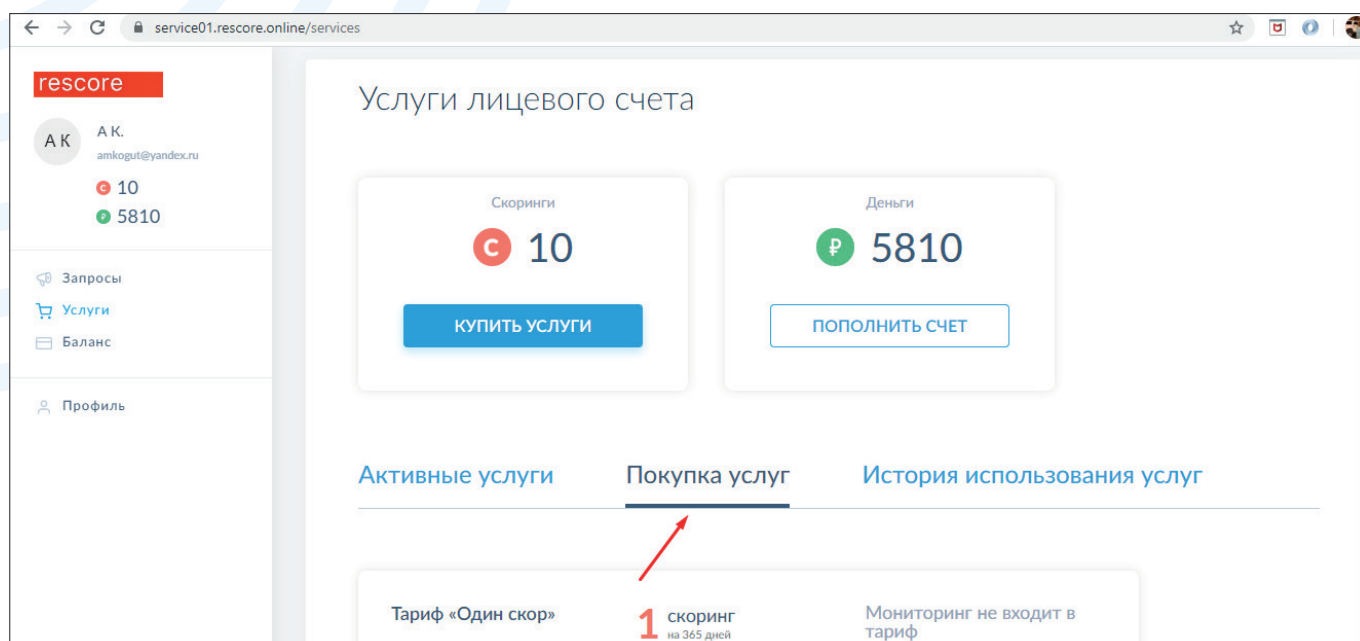 service01.rescore.online/services
rescore
Услуги лицевого счета
А К
А К.
amkogut@yandex.ru
С 10
₽ 5810
Скоринги
С 10
КУПИТЬ УСЛУГИ
Деньги
₽ 5810
ПОПОЛНИТЬ СЧЕТ
Запросы
Услуги
Баланс
Профиль
Активные услуги
Покупка услуг
История использования услуг
Тариф «Один скор»
1 скоринг
на 365 дней
Мониторинг не входит в
тариф